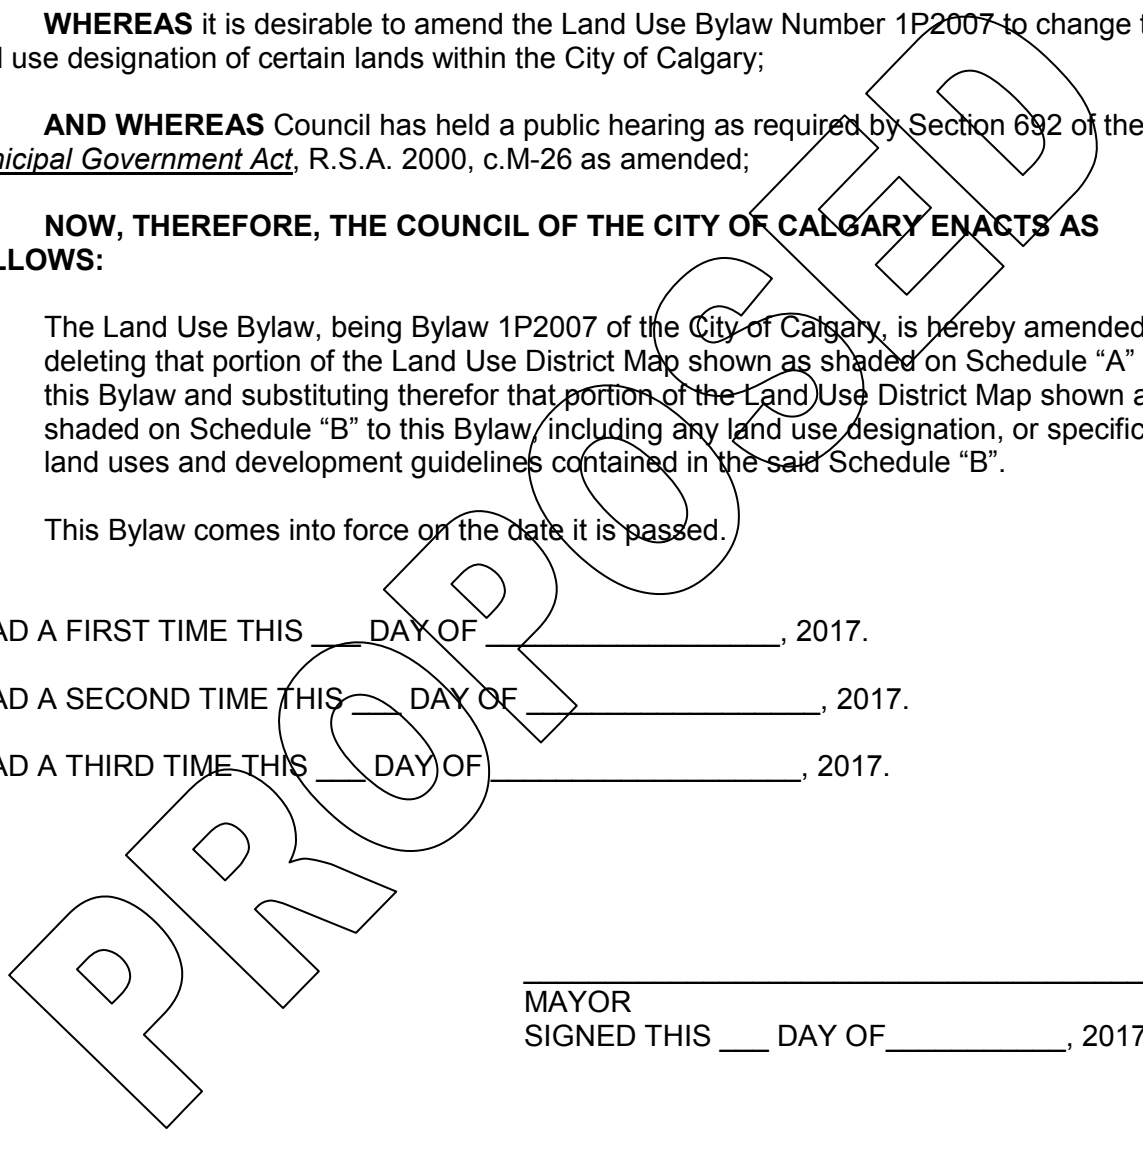 WHEREAS it is desirable to amend the Land Use Bylaw Number 1P2007 to change
use designation of certain lands within the City of Calgary;
AND WHEREAS Council has held a public hearing as required by Section 692 of the
nicipal Government Act, R.S.A. 2000, c.M-26 as amended;
NOW, THEREFORE, THE COUNCIL OF THE CITY OF CALGARY ENACTS AS
LLOWS:
The Land Use Bylaw, being Bylaw 1P2007 of the City of Calgary, is hereby amended
deleting that portion of the Land Use District Map shown as shaded on Schedule “A”
this Bylaw and substituting therefor that portion of the Land Use District Map shown a
shaded on Schedule “B” to this Bylaw, including any land use designation, or specific
land uses and development guidelines contained in the said Schedule “B”.
This Bylaw comes into force on the date it is passed.
AD A FIRST TIME THIS ___ DAY OF __________________, 2017.
AD A SECOND TIME THIS ___ DAY OF __________________, 2017.
AD A THIRD TIME THIS ___ DAY OF ___________________, 2017.
MAYOR
SIGNED THIS ___ DAY OF___________, 2017
PROPOSED